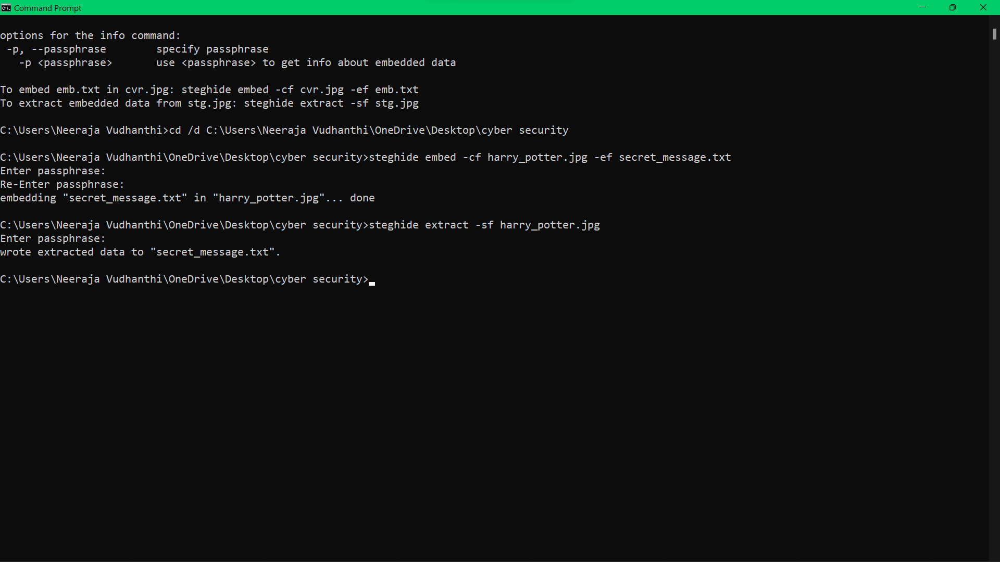 Command Prompt
options for the info command:
 -p, --passphrase        specify passphrase
   -p <passphrase>       use <passphrase> to get info about embedded data
To embed emb.txt in cvr.jpg: steghide embed -cf cvr.jpg -ef emb.txt
To extract embedded data from stg.jpg: steghide extract -sf stg.jpg
C:\Users\Neeraja Vudhanthi>cd /d C:\Users\Neeraja Vudhanthi\OneDrive\Desktop\cyber security
C:\Users\Neeraja Vudhanthi\OneDrive\Desktop\cyber security>steghide embed -cf harry_potter.jpg -ef secret_message.txt
Enter passphrase:
Re-Enter passphrase:
embedding "secret_message.txt" in "harry_potter.jpg"... done
C:\Users\Neeraja Vudhanthi\OneDrive\Desktop\cyber security>steghide extract -sf harry_potter.jpg
Enter passphrase:
wrote extracted data to "secret_message.txt".
C:\Users\Neeraja Vudhanthi\OneDrive\Desktop\cyber security>